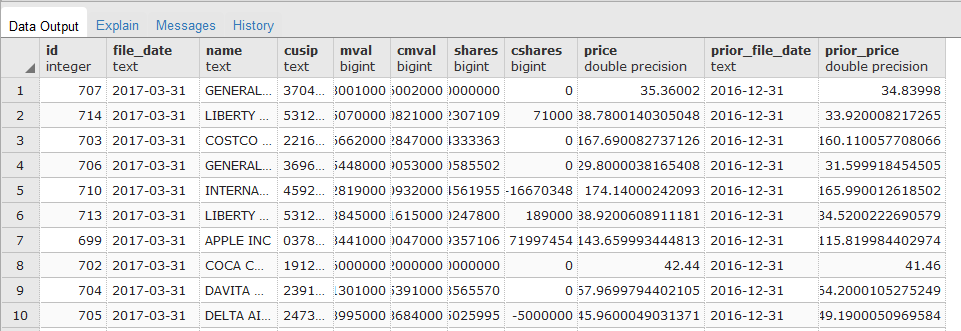 Data Output Explain Messages History
id file_date name cusip mval cmval shares cshares price prior_file_date prior_price
integer text text text bigint bigint bigint bigint double precision text double precision
1 707 2017-03-31 GENERAL... 3704... 3001000 5002000 0000000 0 35.36002 2016-12-31 34.83998
2 714 2017-03-31 LIBERTY ... 5312... 5070000 0821000 2307109 71000 38.7800140305048 2016-12-31 33.920008217265
3 703 2017-03-31 COSTCO ... 2216... 5662000 2847000 4333363 0 167.690082737126 2016-12-31 160.110057708066
4 706 2017-03-31 GENERAL... 3696... 5448000 9053000 0585502 0 29.8000038165408 2016-12-31 31.599918454505
5 710 2017-03-31 INTERNA... 4592... 2819000 0932000 4561955 -16670348 174.14000242093 2016-12-31 165.990012618502
6 713 2017-03-31 LIBERTY ... 5312... 3845000 1615000 0247800 189000 38.9200608911181 2016-12-31 34.5200222690579
7 699 2017-03-31 APPLE INC 0378... 3441000 0047000 9357106 71997454 143.659993444813 2016-12-31 115.819984402974
8 702 2017-03-31 COCA C... 1912... 5000000 2000000 0000000 0 42.44 2016-12-31 41.46
9 704 2017-03-31 DAVITA ... 2391... 1301000 5391000 3565570 0 57.9699794402105 2016-12-31 54.2000105275249
10 705 2017-03-31 DELTA AI... 2473... 3995000 3684000 5025995 -5000000 45.9600049031371 2016-12-31 49.1900050969584